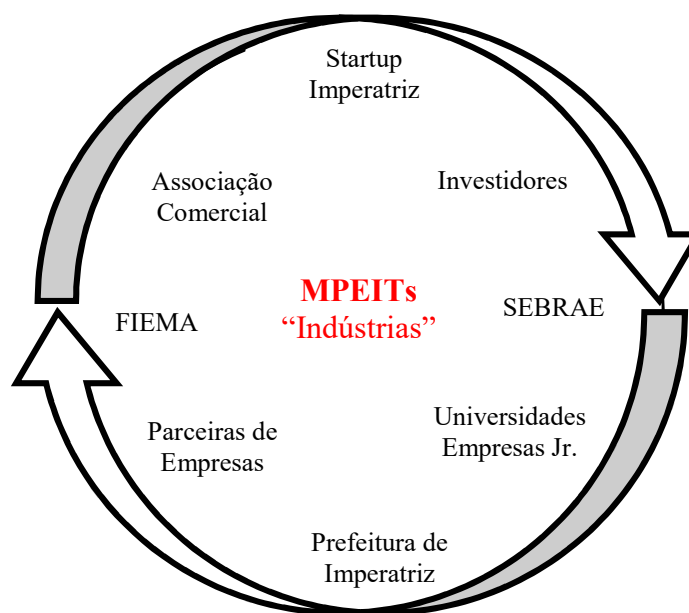 Startup
Imperatriz
Associação
Comercial
Investidores
MPEITs
“Indústrias”
FIEMA
SEBRAE
Parceiras de
Empresas
Universidades
Empresas Jr.
Prefeitura de
Imperatriz